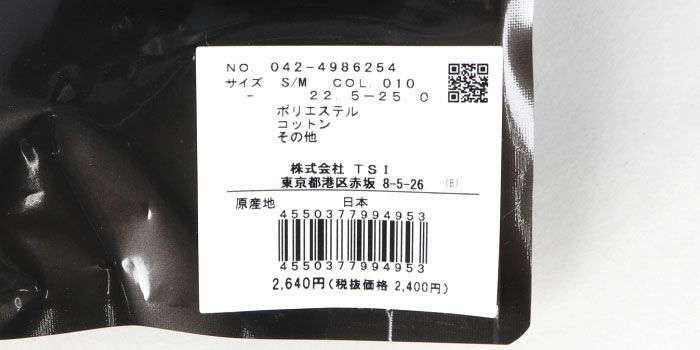 NO. 042-4986254
サイズ S/M COL. 010
- 22.5-25.0
ポリエステル
コットン
その他
株式会社 TSI
東京都港区赤坂 8-5-26 (B)
原産地 日本
4550377994953
4550377994953
2,640円(税抜価格 2,400円)